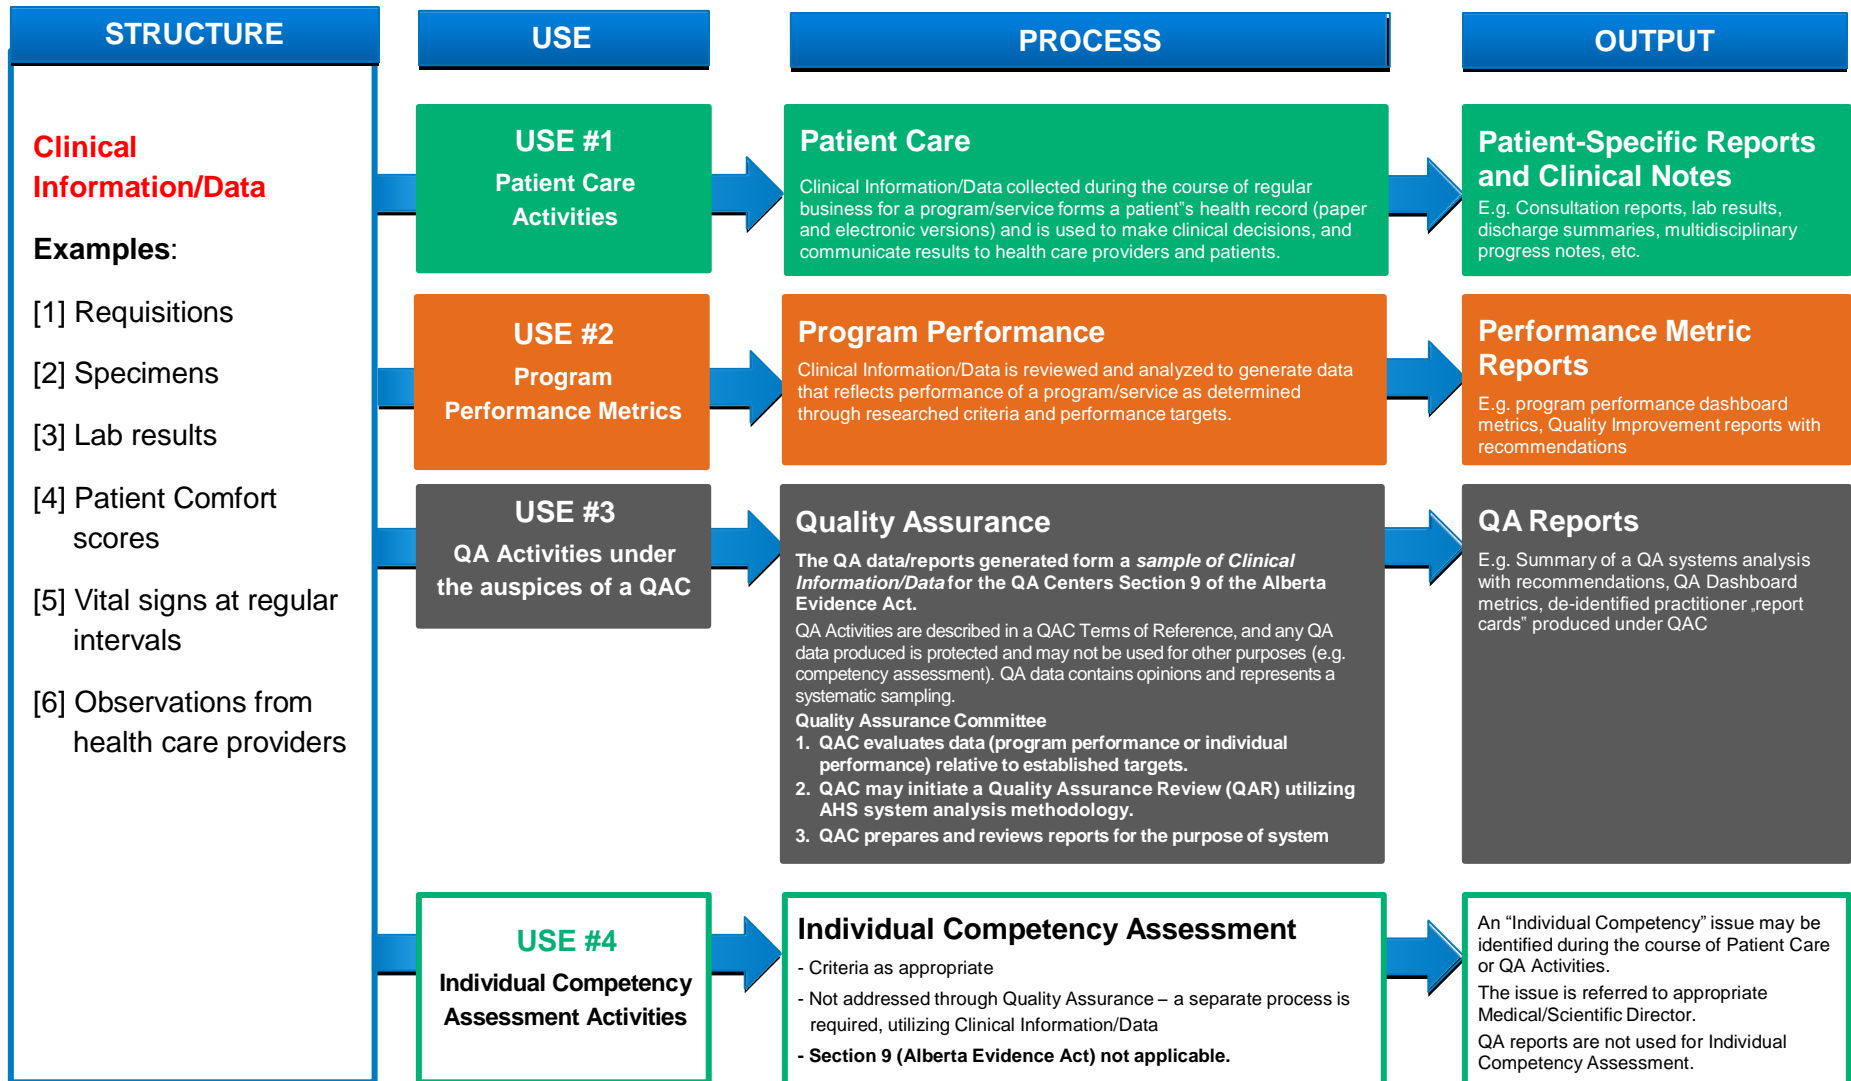 STRUCTURE
USE
PROCESS
OUTPUT
Clinical
Information/Data
Examples:
[1] Requisitions
[2] Specimens
[3] Lab results
[4] Patient Comfort
scores
[5] Vital signs at regular
intervals
[6] Observations from
health care providers
USE #1
Patient Care
Activities
Patient Care
Clinical Information/Data collected during the course of regular
business for a program/service forms a patient‟s health record (paper
and electronic versions) and is used to make clinical decisions, and
communicate results to health care providers and patients.
Patient-Specific Reports
and Clinical Notes
E.g. Consultation reports, lab results,
discharge summaries, multidisciplinary
progress notes, etc.
USE #2
Program
Performance Metrics
Program Performance
Clinical Information/Data is reviewed and analyzed to generate data
that reflects performance of a program/service as determined
through researched criteria and performance targets.
Performance Metric
Reports
E.g. program performance dashboard
metrics, Quality Improvement reports with
recommendations
USE #3
QA Activities under
the auspices of a QAC
Quality Assurance
The QA data/reports generated form a sample of Clinical
Information/Data for the QA Centers Section 9 of the Alberta
Evidence Act.
QA Activities are described in a QAC Terms of Reference, and any QA
data produced is protected and may not be used for other purposes (e.g.
competency assessment). QA data contains opinions and represents a
systematic sampling.
Quality Assurance Committee
1. QAC evaluates data (program performance or individual
performance) relative to established targets.
2. QAC may initiate a Quality Assurance Review (QAR) utilizing
AHS system analysis methodology.
3. QAC prepares and reviews reports for the purpose of system
QA Reports
E.g. Summary of a QA systems analysis
with recommendations, QA Dashboard
metrics, de-identified practitioner „report
cards‟ produced under QAC
USE #4
Individual Competency
Assessment Activities
Individual Competency Assessment
- Criteria as appropriate
- Not addressed through Quality Assurance – a separate process is
required, utilizing Clinical Information/Data
- Section 9 (Alberta Evidence Act) not applicable.
An “Individual Competency” issue may be
identified during the course of Patient Care
or QA Activities.
The issue is referred to appropriate
Medical/Scientific Director.
QA reports are not used for Individual
Competency Assessment.